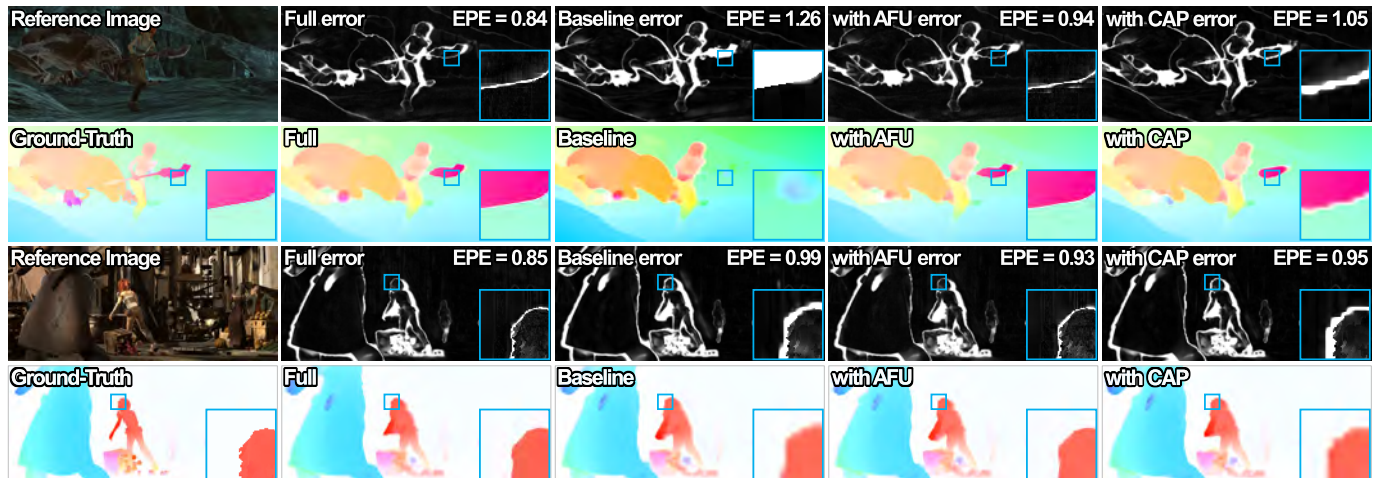 Reference Image Full error EPE = 0.84 Baseline error EPE = 1.26 with AFU error EPE = 0.94 with CAP error EPE = 1.05
Ground-Truth Full Baseline with AFU with CAP
Reference Image Full error EPE = 0.85 Baseline error EPE = 0.99 with AFU error EPE = 0.93 with CAP error EPE = 0.95
Ground-Truth Full Baseline with AFU with CAP